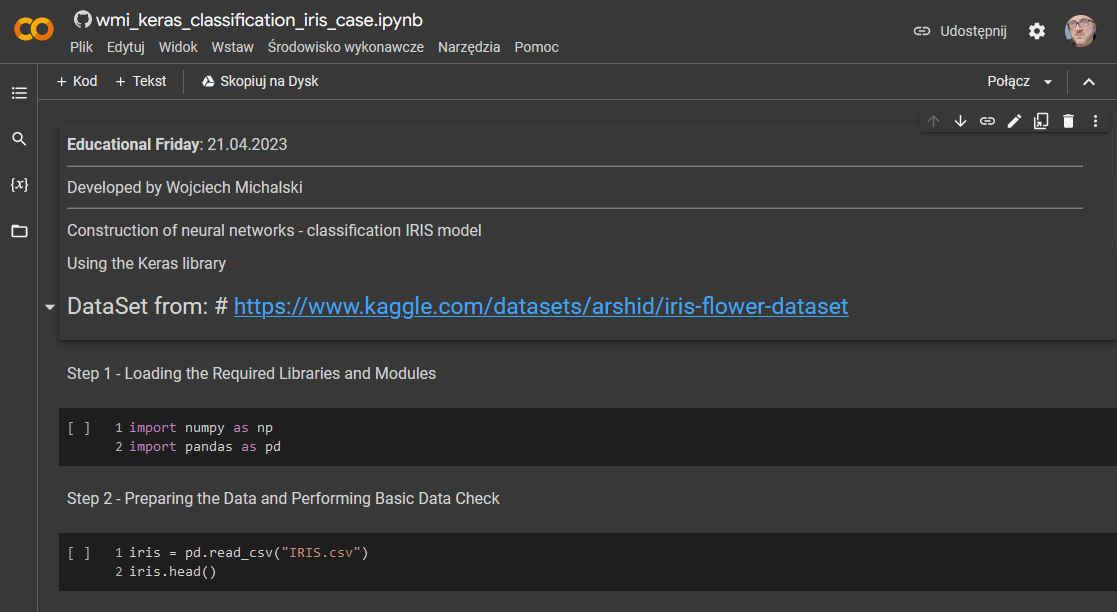 wmi_keras_classification_iris_case.ipynb
Plik Edytuj Widok Wstaw Środowisko wykonawcze Narzędzia Pomoc
Udostępnij
+ Kod + Tekst Skopiuj na Dysk
Połącz
{x}
Educational Friday: 21.04.2023
Developed by Wojciech Michalski
Construction of neural networks - classification IRIS model
Using the Keras library
DataSet from: # https://www.kaggle.com/datasets/arshid/iris-flower-dataset
Step 1 - Loading the Required Libraries and Modules
[ ] 1 import numpy as np
2 import pandas as pd
Step 2 - Preparing the Data and Performing Basic Data Check
[ ] 1 iris = pd.read_csv("IRIS.csv")
2 iris.head()